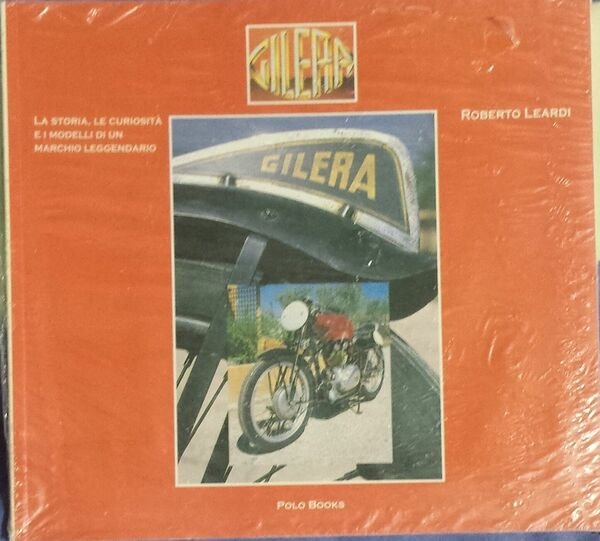 GILERA
LA STORIA, LE CURIOSITÀ
E I MODELLI DI UN
MARCHIO LEGGENDARIO
ROBERTO LEARDI
GILERA
POLO BOOKS